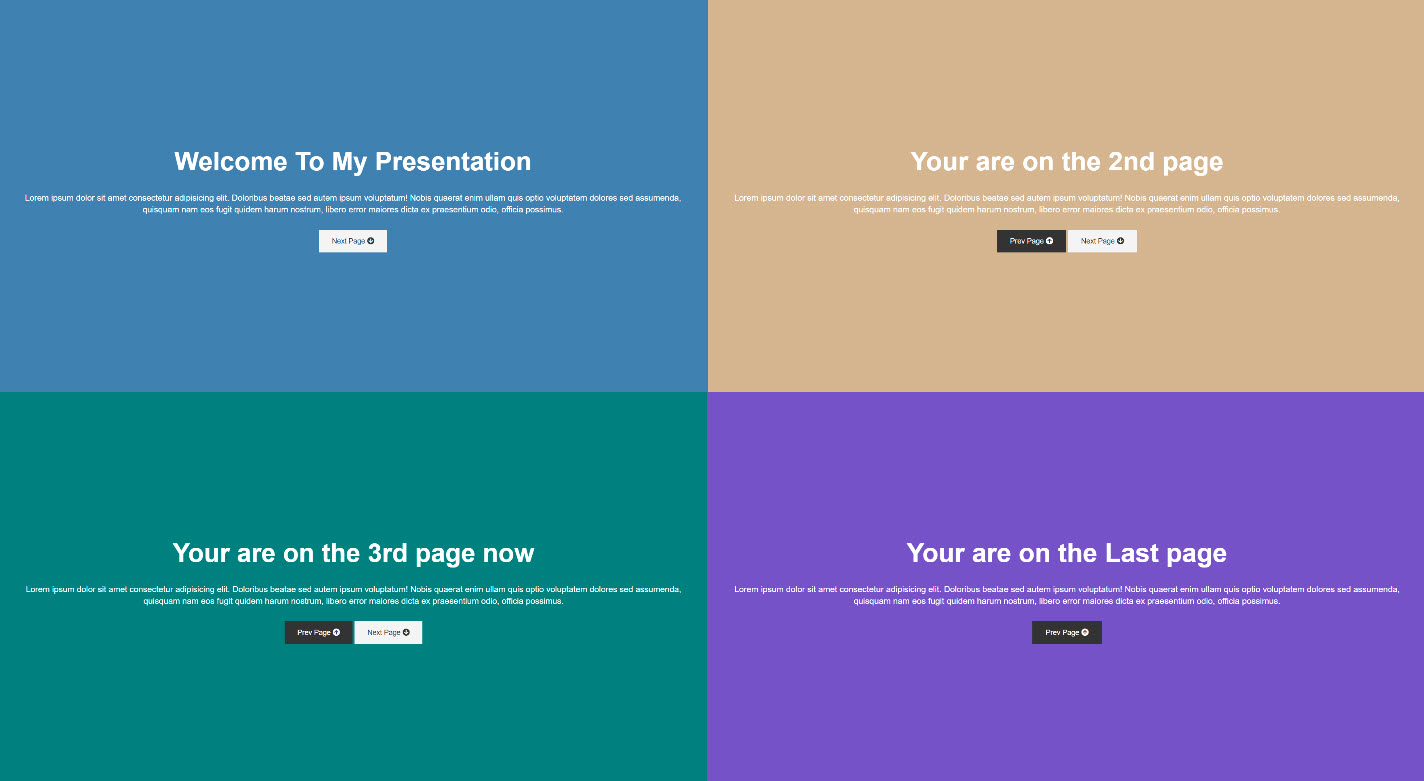 Welcome To My Presentation
Lorem ipsum dolor sit amet consectetur adipisicing elit. Doloribus beatae sed autem ipsum voluptatum! Nobis quaerat enim ullam quis optio voluptatem dolores sed assumenda,
quisquam nam eos fugit quidem harum nostrum, libero error maiores dicta ex praesentium odio, officia possimus.
Next Page
Your are on the 2nd page
Lorem ipsum dolor sit amet consectetur adipisicing elit. Doloribus beatae sed autem ipsum voluptatum! Nobis quaerat enim ullam quis optio voluptatem dolores sed assumenda,
quisquam nam eos fugit quidem harum nostrum, libero error maiores dicta ex praesentium odio, officia possimus.
Prev Page Next Page
Your are on the 3rd page now
Lorem ipsum dolor sit amet consectetur adipisicing elit. Doloribus beatae sed autem ipsum voluptatum! Nobis quaerat enim ullam quis optio voluptatem dolores sed assumenda,
quisquam nam eos fugit quidem harum nostrum, libero error maiores dicta ex praesentium odio, officia possimus.
Prev Page Next Page
Your are on the Last page
Lorem ipsum dolor sit amet consectetur adipisicing elit. Doloribus beatae sed autem ipsum voluptatum! Nobis quaerat enim ullam quis optio voluptatem dolores sed assumenda,
quisquam nam eos fugit quidem harum nostrum, libero error maiores dicta ex praesentium odio, officia possimus.
Prev Page